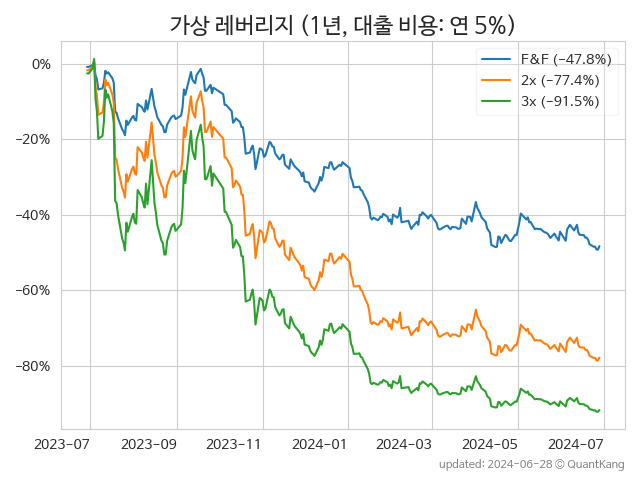 가상 레버리지 (1년, 대출 비용: 연 5%)
F&F (−47.8%)
2x (−77.4%)
3x (−91.5%)
0%
−20%
−40%
−60%
−80%
2023-07 2023-09 2023-11 2024-01 2024-03 2024-05 2024-07
updated: 2024-06-28 © QuantKang